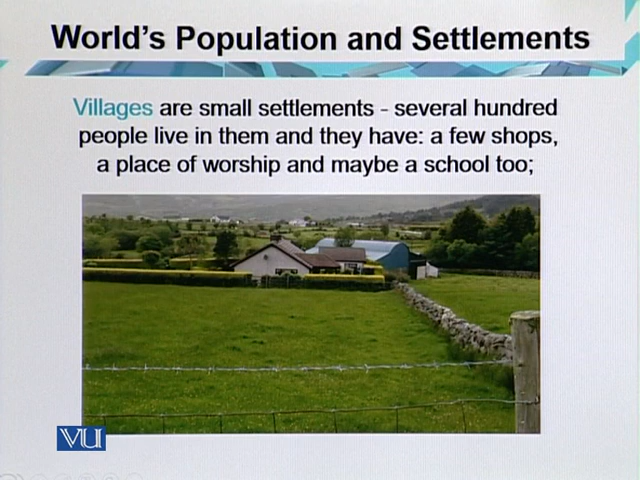 World's Population and Settlements
Villages are small settlements - several hundred
people live in them and they have: a few shops,
a place of worship and maybe a school too;
VU